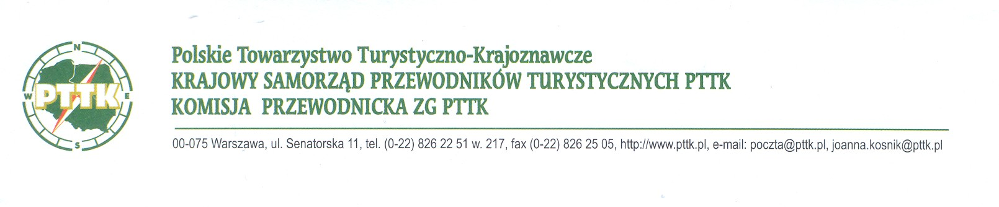 N
W PTTK E
S
Polskie Towarzystwo Turystyczno-Krajoznawcze
KRAJOWY SAMORZĄD PRZEWODNIKÓW TURYSTYCZNYCH PTTK
KOMISJA PRZEWODNICKA ZG PTTK
00-075 Warszawa, ul. Senatorska 11, tel. (0-22) 826 22 51 w. 217, fax (0-22) 826 25 05, http://www.pttk.pl, e-mail: poczta@pttk.pl, joanna.kosnik@pttk.pl